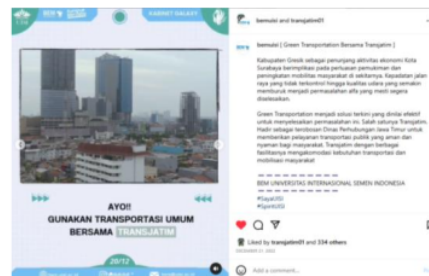 KABINET GALAXY
AYO!!
GUNAKAN TRANSPORTASI UMUM
BERSAMA TRANSJATIM
20/12
bemuisi and transjatim01
bemuisi [ Green Transportation Bersama Transjatim ]
Kabupaten Gresik sebagai penunjang aktivitas ekonomi Kota
Surabaya berimplikasi pada perluasan pemukiman dan
peningkatan mobilitas masyarakat di sekitarnya. Kepadatan jalan
raya yang tidak terkontrol hingga kualitas udara yang semakin
memburuk menjadi permasalahan alfa yang mesti segera
diselesaikan.
Green Transportation menjadi solusi terkini yang dinilai efektif
untuk menyelesaikan permasalahan ini. Salah satunya Transjatim.
Hadir sebagai terobosan Dinas Perhubungan Jawa Timur untuk
memberikan pelayanan transportasi publik yang aman dan
nyaman bagi masyarakat. Transjatim dengan berbagai
fasilitasnya mengakomodasi kebutuhan transportasi dan
mobilisasi masyarakat
BEM UNIVERSITAS INTERNASIONAL SEMEN INDONESIA
#SayaUISI
#SpiritUISI
Liked by transjatim01 and 334 others
Add a comment...